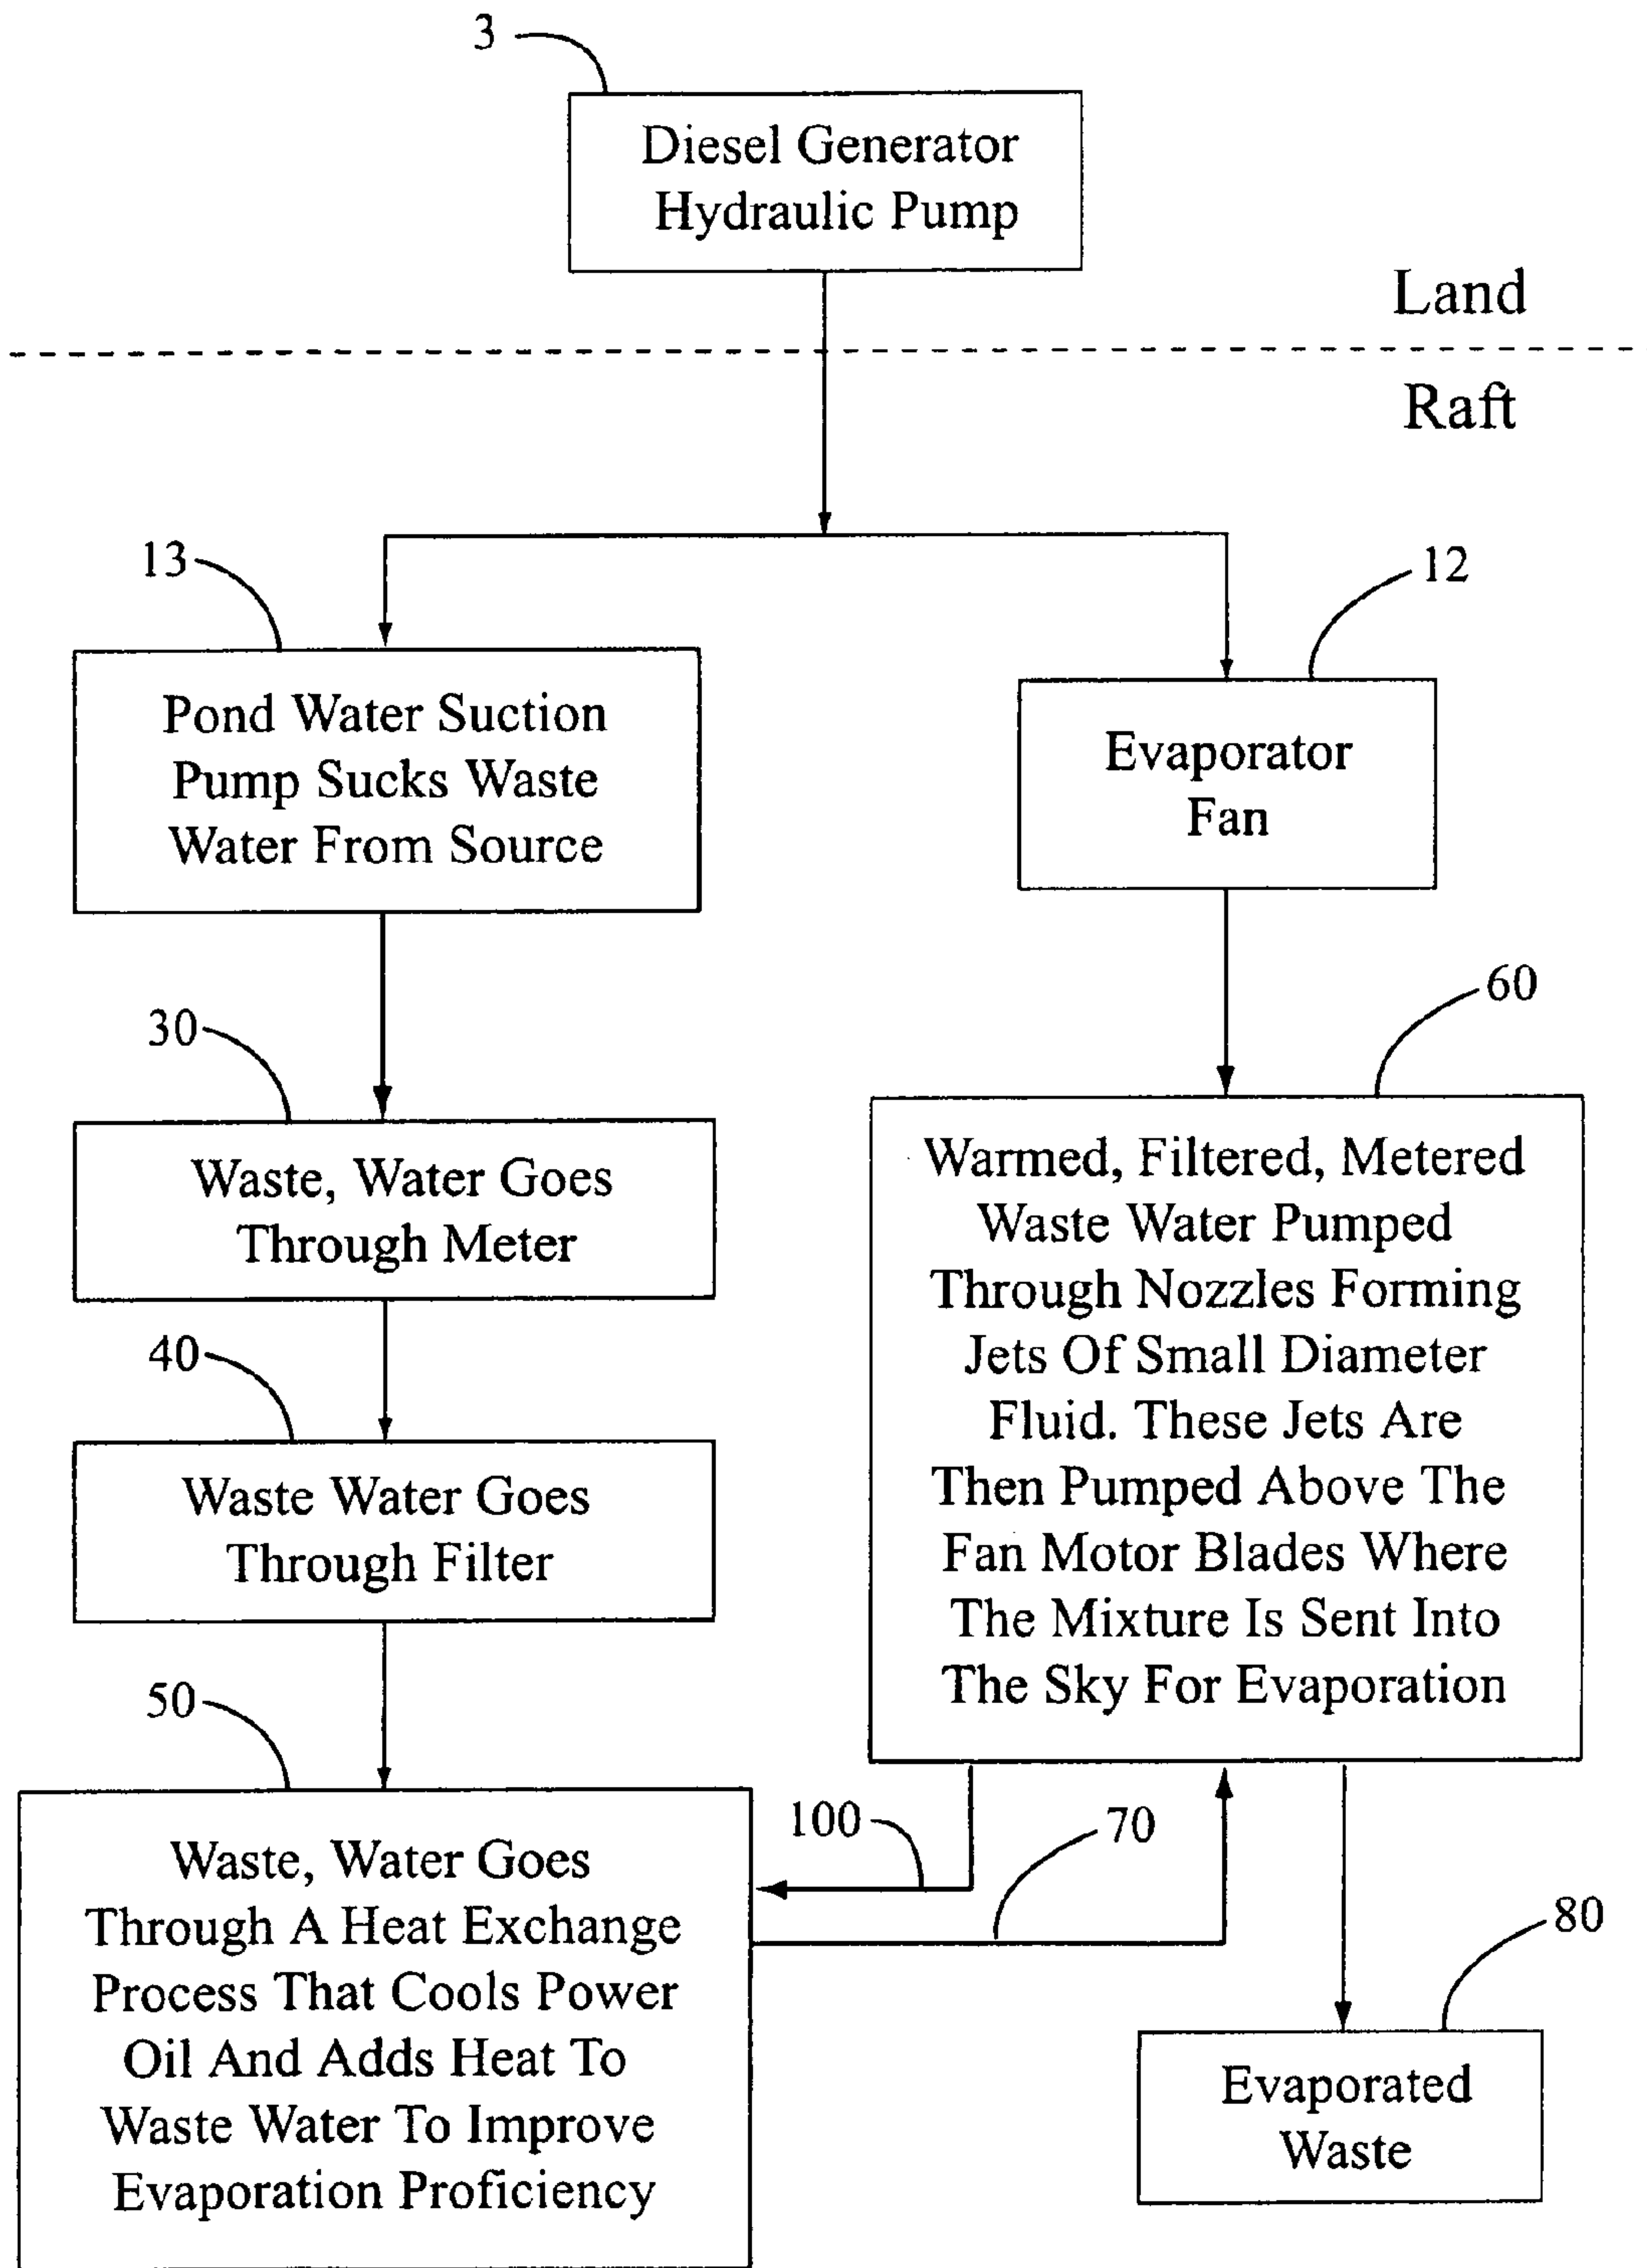 3
Diesel Generator
Hydraulic Pump
Land
Raft
13
12
Pond Water Suction
Pump Sucks Waste
Water From Source
Evaporator
Fan
30
60
Waste, Water Goes
Through Meter
Warmed, Filtered, Metered
Waste Water Pumped
Through Nozzles Forming
Jets Of Small Diameter
Fluid. These Jets Are
Then Pumped Above The
Fan Motor Blades Where
The Mixture Is Sent Into
The Sky For Evaporation
40
Waste Water Goes
Through Filter
50
100
70
Waste, Water Goes
Through A Heat Exchange
Process That Cools Power
Oil And Adds Heat To
Waste Water To Improve
Evaporation Proficiency
80
Evaporated
Waste